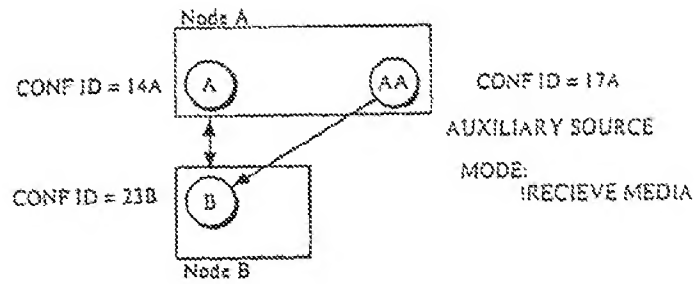 Node A
CONF ID = 14A
A
AA
CONF ID = 17A
AUXILIARY SOURCE
MODE:
!RECIEVE MEDIA
CONF ID = 23B
B
Node B